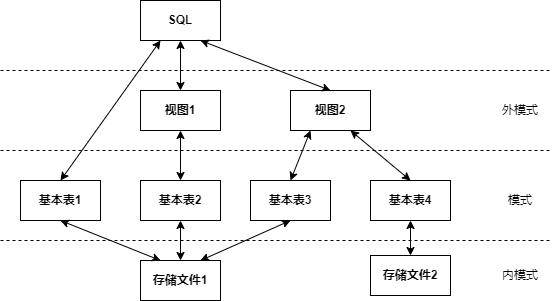 SQL
视图1
视图2
外模式
基本表1
基本表2
基本表3
基本表4
模式
存储文件1
存储文件2
内模式